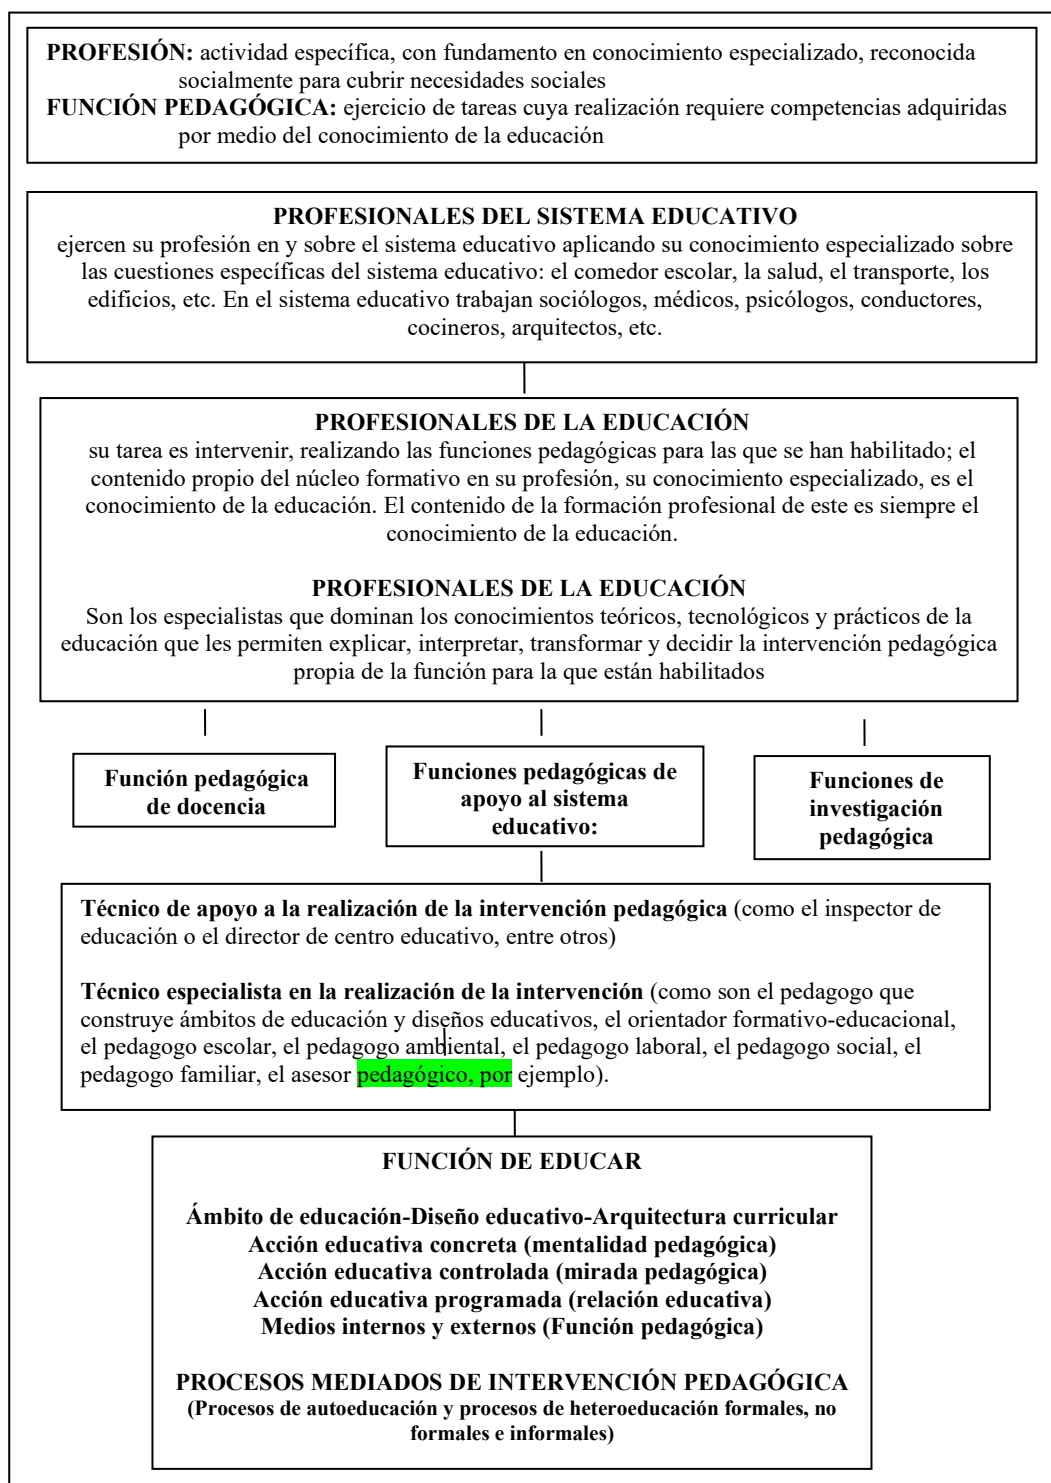 PROFESIÓN: actividad específica, con fundamento en conocimiento especializado, reconocida
socialmente para cubrir necesidades sociales
FUNCIÓN PEDAGÓGICA: ejercicio de tareas cuya realización requiere competencias adquiridas
por medio del conocimiento de la educación
PROFESIONALES DEL SISTEMA EDUCATIVO
ejercen su profesión en y sobre el sistema educativo aplicando su conocimiento especializado sobre
las cuestiones específicas del sistema educativo: el comedor escolar, la salud, el transporte, los
edificios, etc. En el sistema educativo trabajan sociólogos, médicos, psicólogos, conductores,
cocineros, arquitectos, etc.
PROFESIONALES DE LA EDUCACIÓN
su tarea es intervenir, realizando las funciones pedagógicas para las que se han habilitado; el
contenido propio del núcleo formativo en su profesión, su conocimiento especializado, es el
conocimiento de la educación. El contenido de la formación profesional de este es siempre el
conocimiento de la educación.
PROFESIONALES DE LA EDUCACIÓN
Son los especialistas que dominan los conocimientos teóricos, tecnológicos y prácticos de la
educación que les permiten explicar, interpretar, transformar y decidir la intervención pedagógica
propia de la función para la que están habilitados
Función pedagógica
de docencia
Funciones pedagógicas de
apoyo al sistema
educativo:
Funciones de
investigación
pedagógica
Técnico de apoyo a la realización de la intervención pedagógica (como el inspector de
educación o el director de centro educativo, entre otros)
Técnico especialista en la realización de la intervención (como son el pedagogo que
construye ámbitos de educación y diseños educativos, el orientador formativo-educacional,
el pedagogo escolar, el pedagogo ambiental, el pedagogo laboral, el pedagogo social, el
pedagogo familiar, el asesor pedagógico, por ejemplo).
FUNCIÓN DE EDUCAR
Ámbito de educación-Diseño educativo-Arquitectura curricular
Acción educativa concreta (mentalidad pedagógica)
Acción educativa controlada (mirada pedagógica)
Acción educativa programada (relación educativa)
Medios internos y externos (Función pedagógica)
PROCESOS MEDIADOS DE INTERVENCIÓN PEDAGÓGICA
(Procesos de autoeducación y procesos de heteroeducación formales, no
formales e informales)